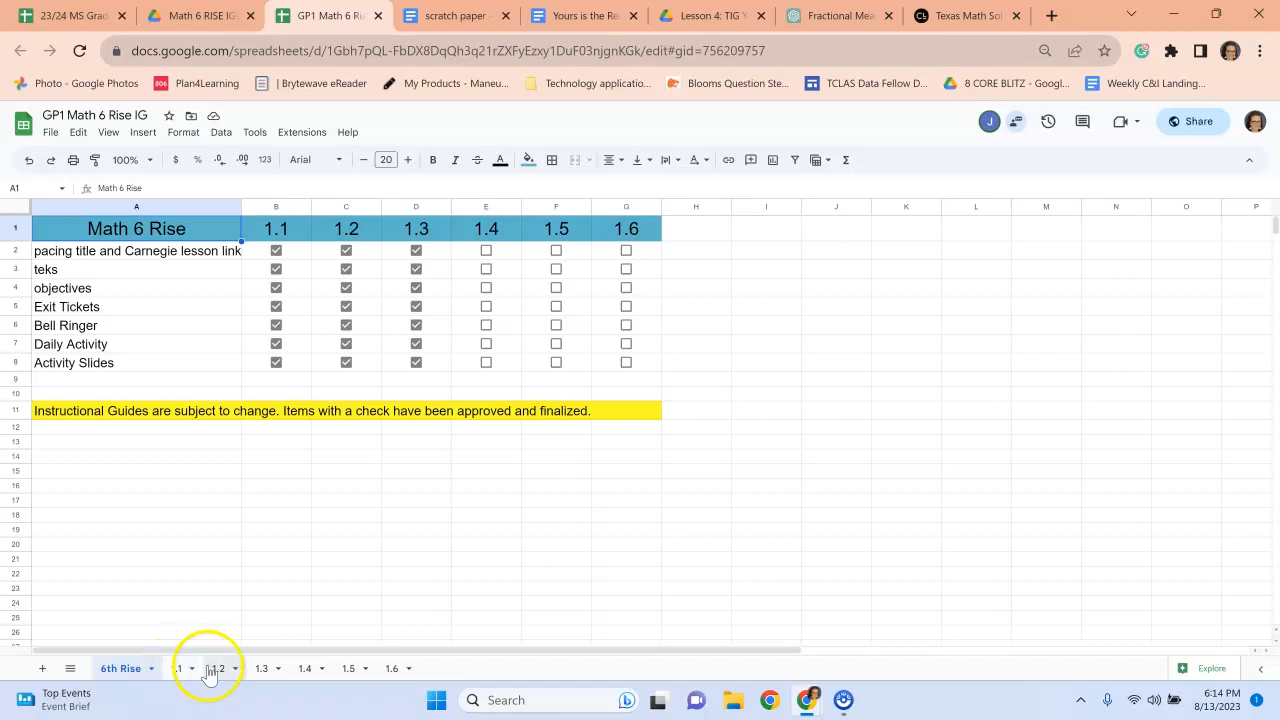 23/24 MS Grad
Math 6 RISE IG
GP1 Math 6 Ris
scratch paper -
Yours is the Re
Lesson 4: TIG Y
Fractional Mea
Texas Math Sol
docs.google.com/spreadsheets/d/1Gbh7pQL-FbDX8DqQh3q21rZXFyEzxy1DuF03njgnKGk/edit#gid=756209757
Photo - Google Photos
Plan4Learning
Brytewave eReader
My Products - Maneu...
Technology applicatio...
Blooms Question Ste...
TCLAS Data Fellow D...
8 CORE BLITZ - Googl...
Weekly C&I Landing...
GP1 Math 6 Rise IG
File Edit View Insert Format Data Tools Extensions Help
J
Share
100% $ % .0 .00 123 Arial 20 B I A
A1 fx Math 6 Rise
A B C D E F G H I J K L M N O P
1 Math 6 Rise 1.1 1.2 1.3 1.4 1.5 1.6
2 pacing title and Carnegie lesson link
3 teks
4 objectives
5 Exit Tickets
6 Bell Ringer
7 Daily Activity
8 Activity Slides
9
10
11 Instructional Guides are subject to change. Items with a check have been approved and finalized.
12
13
14
15
16
17
18
19
20
21
22
23
24
25
26
6th Rise 1.2 1.3 1.4 1.5 1.6
Explore
Top Events
Event Brief
Search
6:14 PM
8/13/2023
1